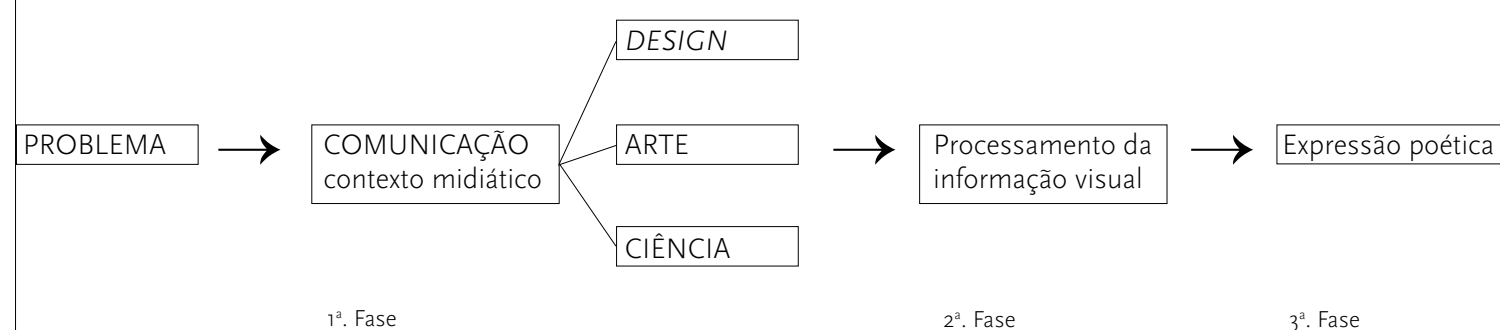 DESIGN
PROBLEMA
COMUNICAÇÃO
contexto midiático
ARTE
Processamento da
informação visual
Expressão poética
CIÊNCIA
1ª. Fase
2ª. Fase
3ª. Fase